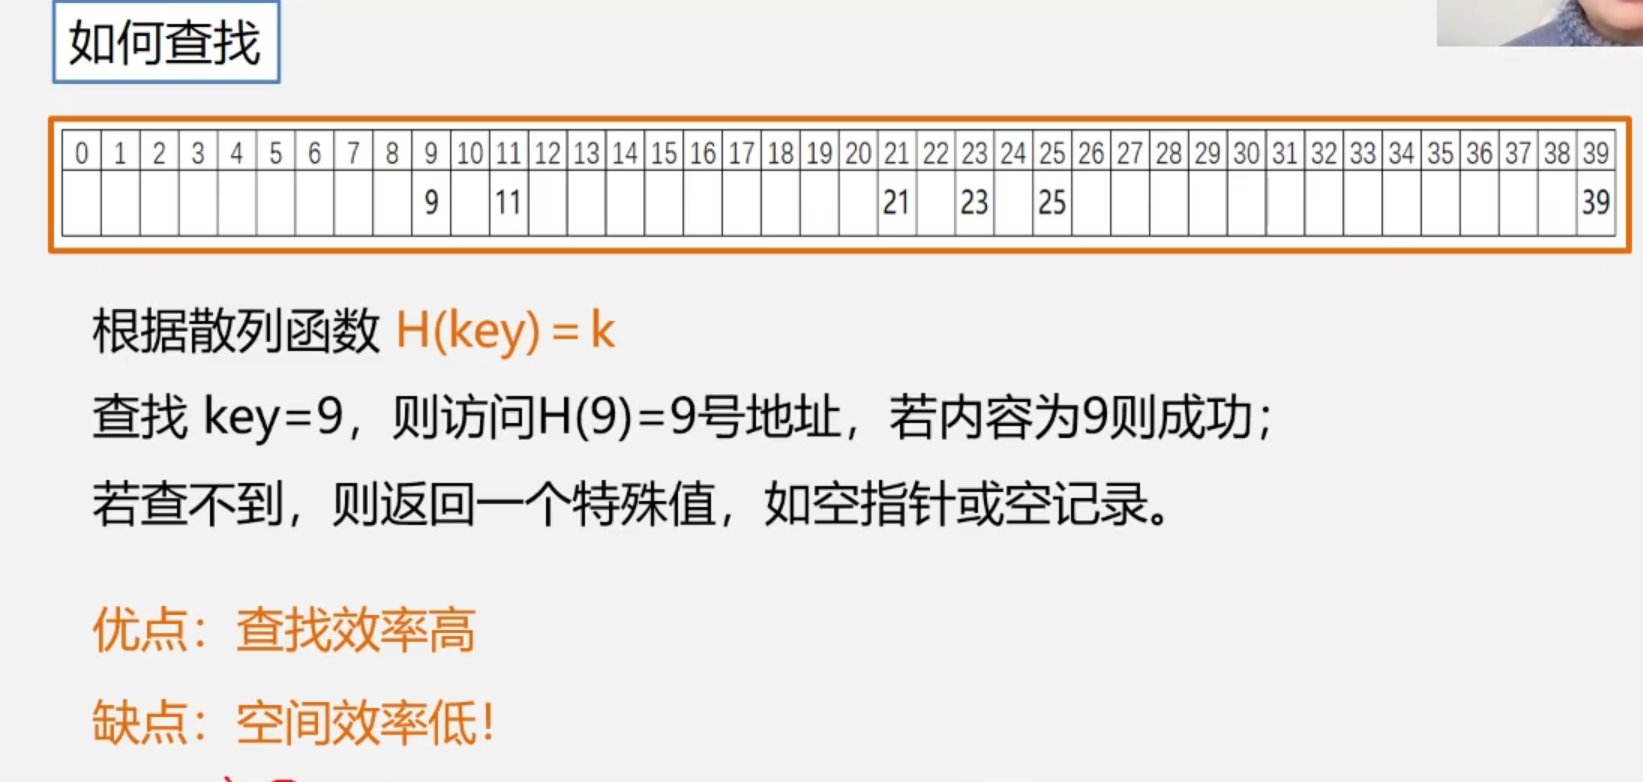 如何查找
0 1 2 3 4 5 6 7 8 9 10 11 12 13 14 15 16 17 18 19 20 21 22 23 24 25 26 27 28 29 30 31 32 33 34 35 36 37 38 39
9 11 21 23 25 39
根据散列函数 H(key) = k
查找 key=9，则访问H(9)=9号地址，若内容为9则成功；
若查不到，则返回一个特殊值，如空指针或空记录。
优点：查找效率高
缺点：空间效率低！